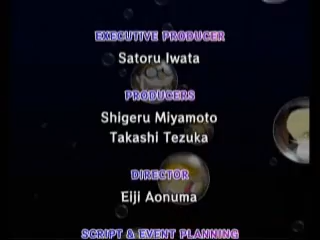 EXECUTIVE PRODUCER
Satoru Iwata
PRODUCERS
Shigeru Miyamoto
Takashi Tezuka
DIRECTOR
Eiji Aonuma
SCRIPT & EVENT PLANNING